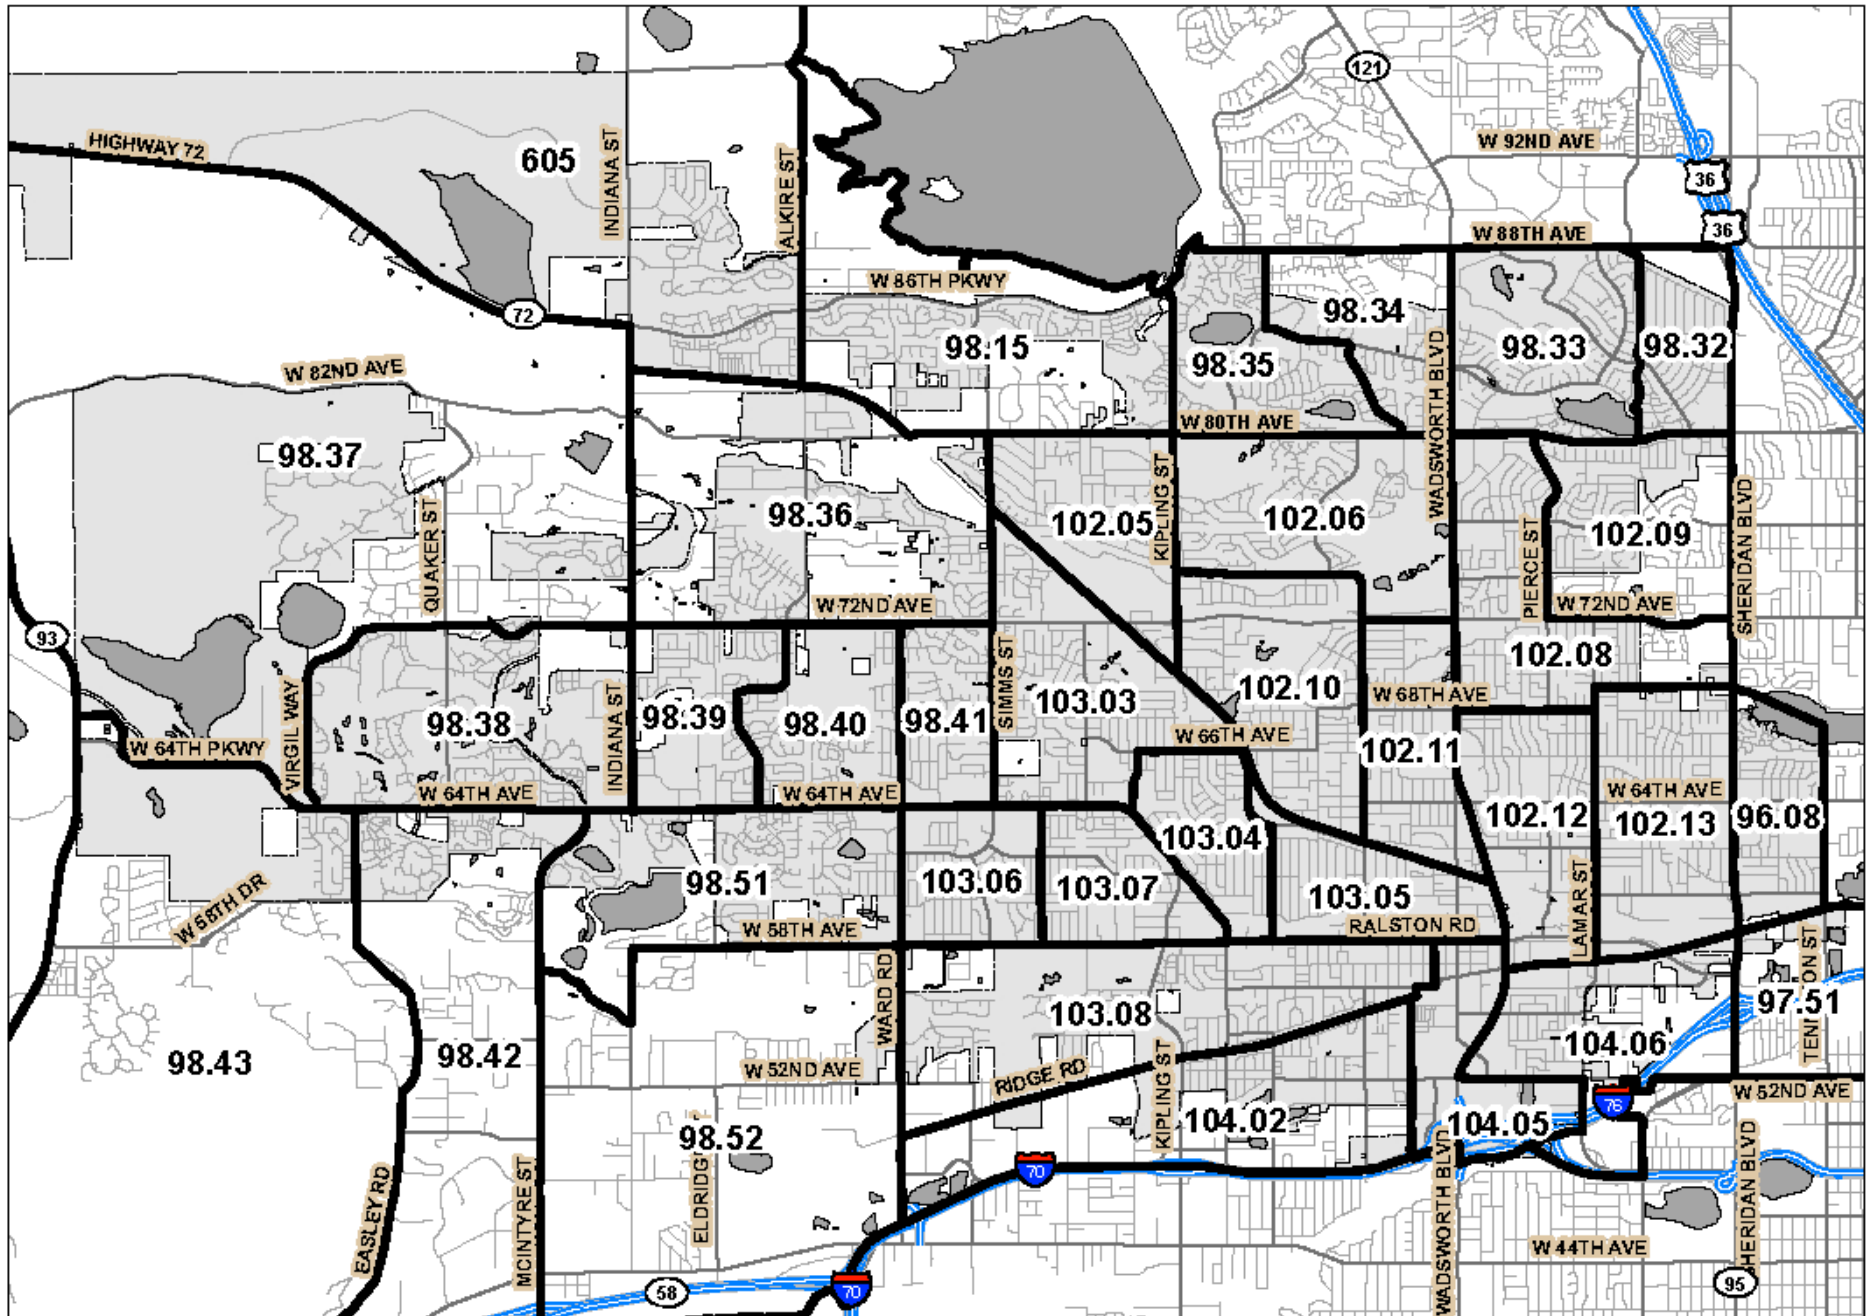 121
HIGHWAY 72
W 92ND AVE
605
INDIANA ST
ALKIRE ST
36
36
W 88TH AVE
W 86TH PKWY
72
98.34
98.15
98.35
98.33
98.32
WADSWORTH BLVD
W 82ND AVE
W 80TH AVE
98.37
98.36
102.05
KIPLING ST
102.06
102.09
SHERIDAN BLVD
QUAKER ST
PIERCE ST
W 72ND AVE
W 72ND AVE
93
SIMMS ST
102.08
VIRGIL WAY
98.38
INDIANA ST
98.39
98.40
98.41
103.03
102.10
W 68TH AVE
W 66TH AVE
W 64TH PKWY
102.11
W 64TH AVE
W 64TH AVE
W 64TH AVE
102.12
102.13
96.08
103.04
98.51
103.06
103.07
103.05
LAMAR ST
W 58TH DR
W 58TH AVE
RALSTON RD
WARD RD
103.08
97.51
TENNYSON ST
98.43
98.42
104.06
W 52ND AVE
RIDGE RD
KIPLING ST
W 52ND AVE
76
98.52
104.02
104.05
ELDRIDGE
70
EASLEY RD
MCINTYRE ST
WADSWORTH BLVD
SHERIDAN BLVD
W 44TH AVE
58
70
95